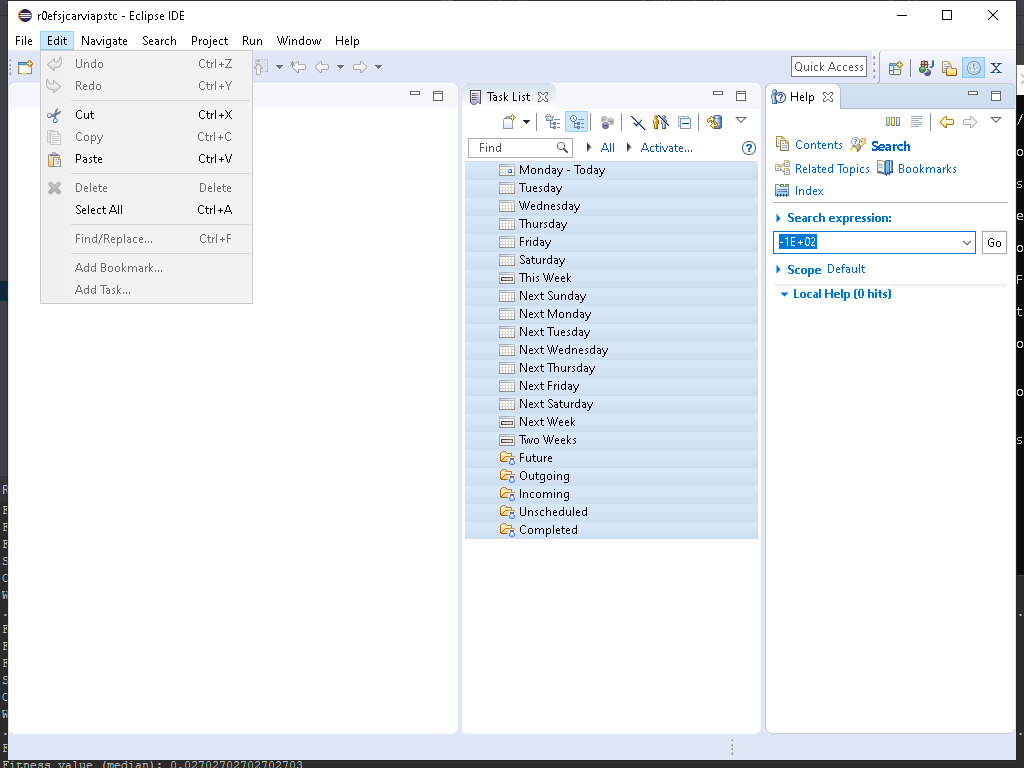 r0efsjcarviapstc - Eclipse IDE
File Edit Navigate Search Project Run Window Help
Quick Access
Undo Ctrl+Z
Redo Ctrl+Y
Cut Ctrl+X
Copy Ctrl+C
Paste Ctrl+V
Delete Delete
Select All Ctrl+A
Find/Replace... Ctrl+F
Add Bookmark...
Add Task...
Task List
Find All Activate...
Monday - Today
Tuesday
Wednesday
Thursday
Friday
Saturday
This Week
Next Sunday
Next Monday
Next Tuesday
Next Wednesday
Next Thursday
Next Friday
Next Saturday
Next Week
Two Weeks
Future
Outgoing
Incoming
Unscheduled
Completed
Help
Contents Search
Related Topics Bookmarks
Index
Search expression:
-1E+02 Go
Scope Default
Local Help (0 hits)
Fitness value (median): 0.02702702702702703